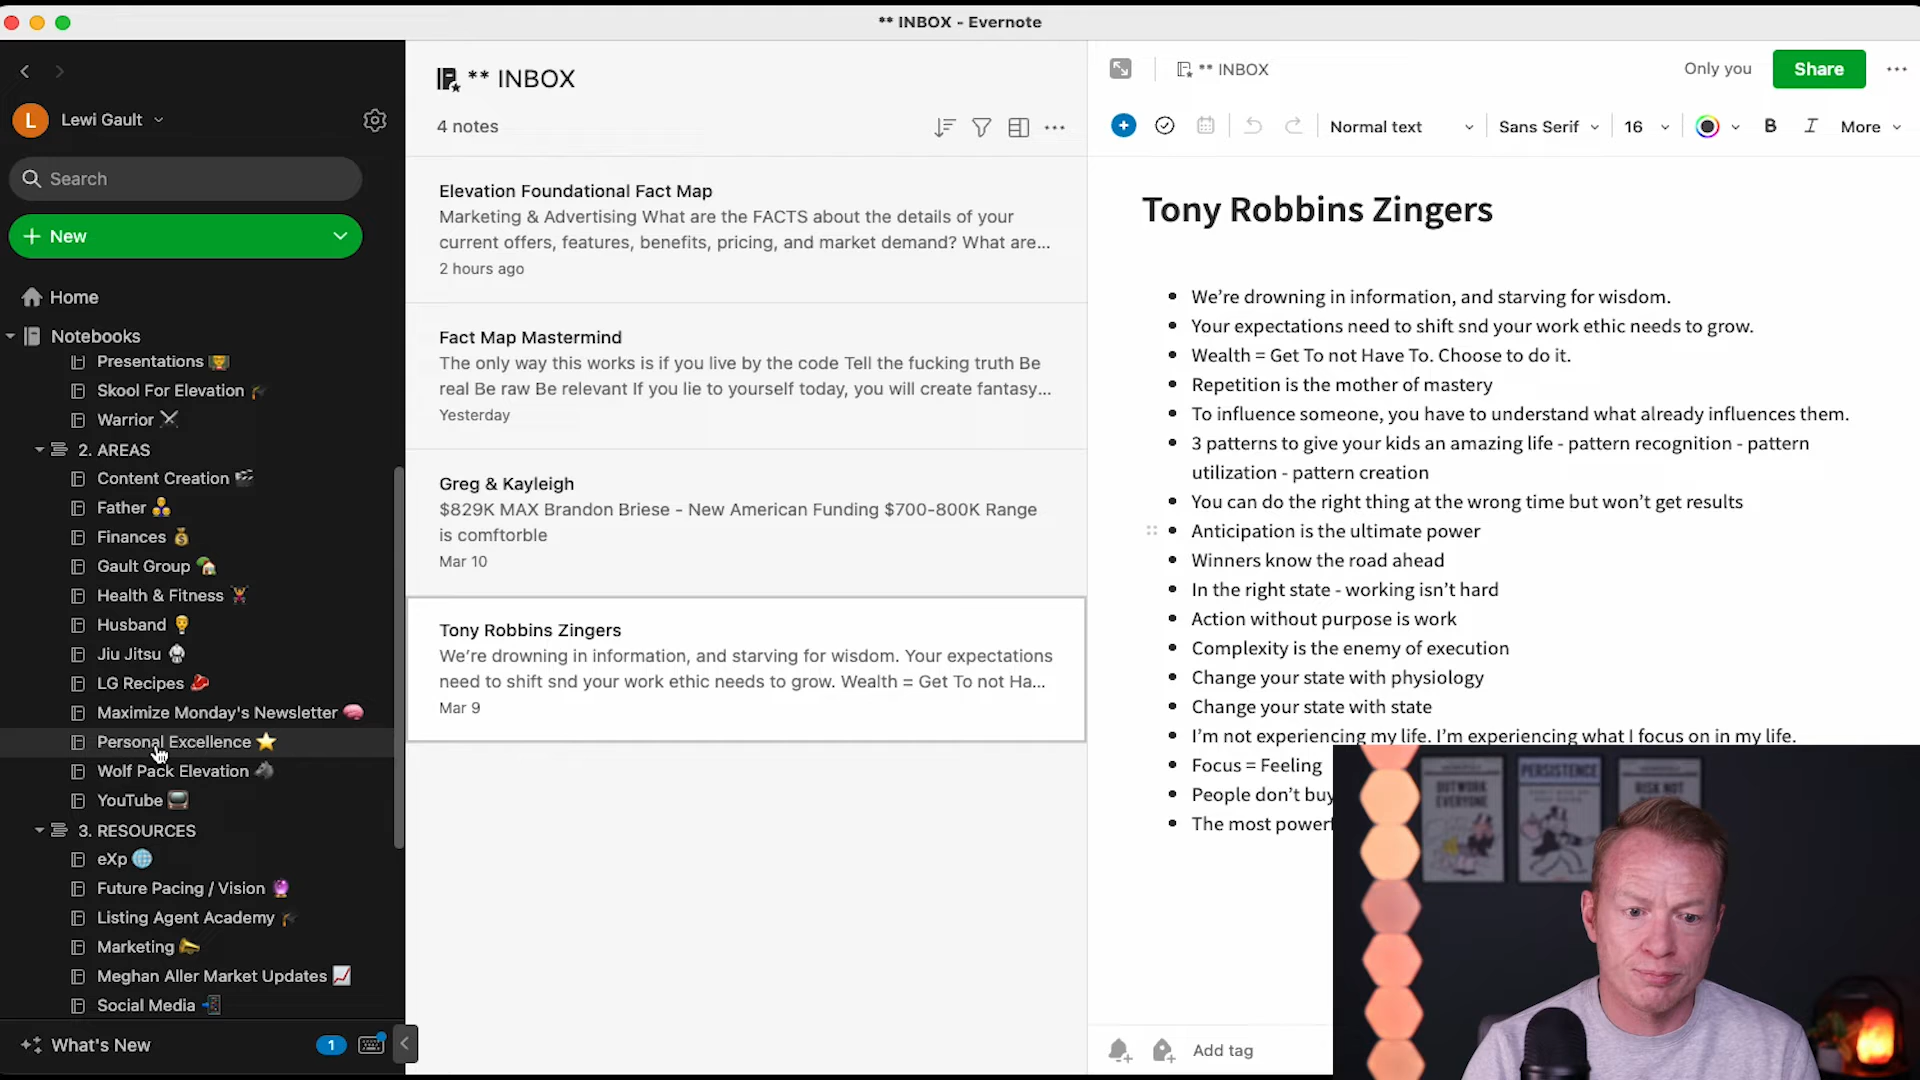 ** INBOX - Evernote
L
Lewi Gault
Search
+ New
Home
Notebooks
Presentations
Skool For Elevation
Warrior
2. AREAS
Content Creation
Father
Finances
Gault Group
Health & Fitness
Husband
Jiu Jitsu
LG Recipes
Maximize Monday's Newsletter
Personal Excellence
Wolf Pack Elevation
YouTube
3. RESOURCES
eXp
Future Pacing / Vision
Listing Agent Academy
Marketing
Meghan Aller Market Updates
Social Media
What's New
1
** INBOX
4 notes
Elevation Foundational Fact Map
Marketing & Advertising What are the FACTS about the details of your
current offers, features, benefits, pricing, and market demand? What are...
2 hours ago
Fact Map Mastermind
The only way this works is if you live by the code Tell the fucking truth Be
real Be raw Be relevant If you lie to yourself today, you will create fantasy...
Yesterday
Greg & Kayleigh
$829K MAX Brandon Briese - New American Funding $700-800K Range
is comftorble
Mar 10
Tony Robbins Zingers
We're drowning in information, and starving for wisdom. Your expectations
need to shift snd your work ethic needs to grow. Wealth = Get To not Ha...
Mar 9
** INBOX
Only you
Share
Normal text
Sans Serif
16
B
I
More
Tony Robbins Zingers
• We're drowning in information, and starving for wisdom.
• Your expectations need to shift snd your work ethic needs to grow.
• Wealth = Get To not Have To. Choose to do it.
• Repetition is the mother of mastery
• To influence someone, you have to understand what already influences them.
• 3 patterns to give your kids an amazing life - pattern recognition - pattern
utilization - pattern creation
• You can do the right thing at the wrong time but won't get results
• Anticipation is the ultimate power
• Winners know the road ahead
• In the right state - working isn't hard
• Action without purpose is work
• Complexity is the enemy of execution
• Change your state with physiology
• Change your state with state
• I'm not experiencing my life. I'm experiencing what I focus on in my life.
• Focus = Feeling
• People don't buy
• The most powerf
OUTWORK
EVERYONE
PERSISTENCE
RISK NOT
Add tag